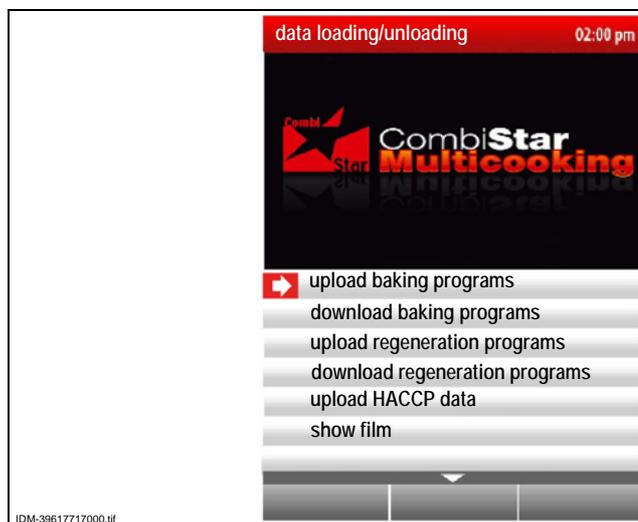 data loading/unloading 02:00 pm
Combi
Star
CombiStar
Multicooking
upload baking programs
download baking programs
upload regeneration programs
download regeneration programs
upload HACCP data
show film
IDM-39617717000.tif